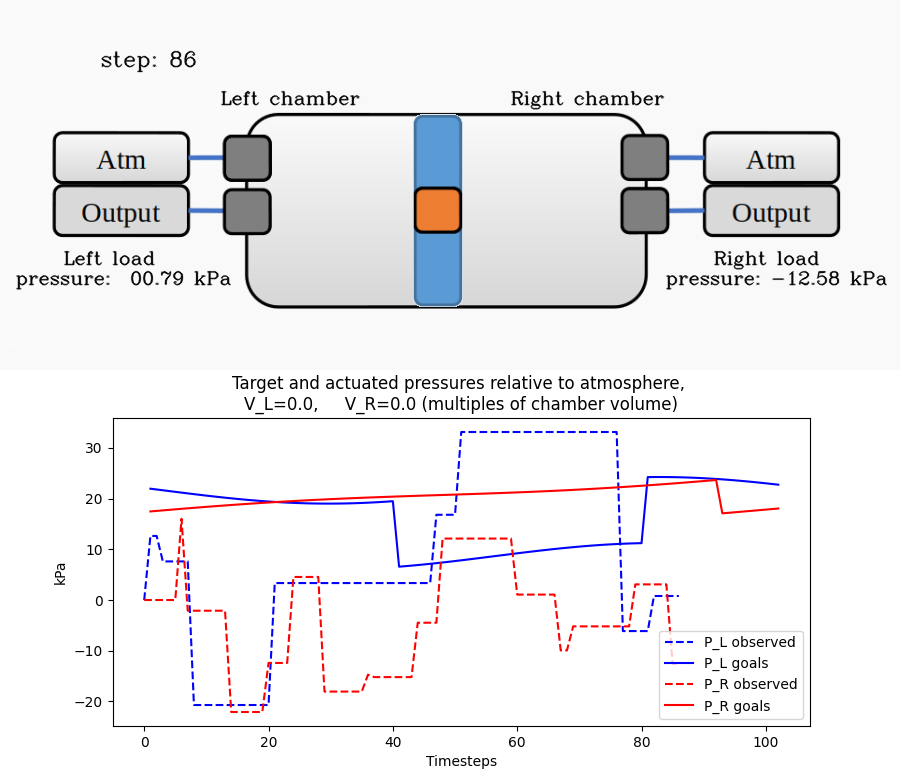 step: 86
Left chamber
Right chamber
Atm
Atm
Output
Output
Left load
pressure: 00.79 kPa
Right load
pressure: −12.58 kPa
Target and actuated pressures relative to atmosphere,
V_L=0.0, V_R=0.0 (multiples of chamber volume)
kPa
30
20
10
0
−10
−20
P_L observed
P_L goals
P_R observed
P_R goals
0 20 40 60 80 100
Timesteps